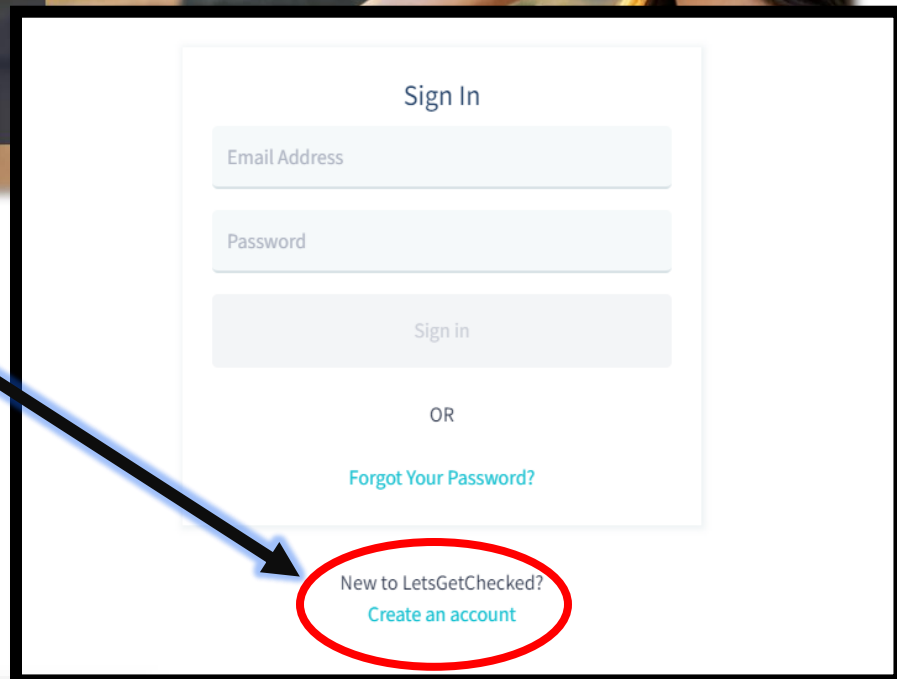 Sign In
Email Address
Password
Sign in
OR
Forgot Your Password?
New to LetsGetChecked?
Create an account